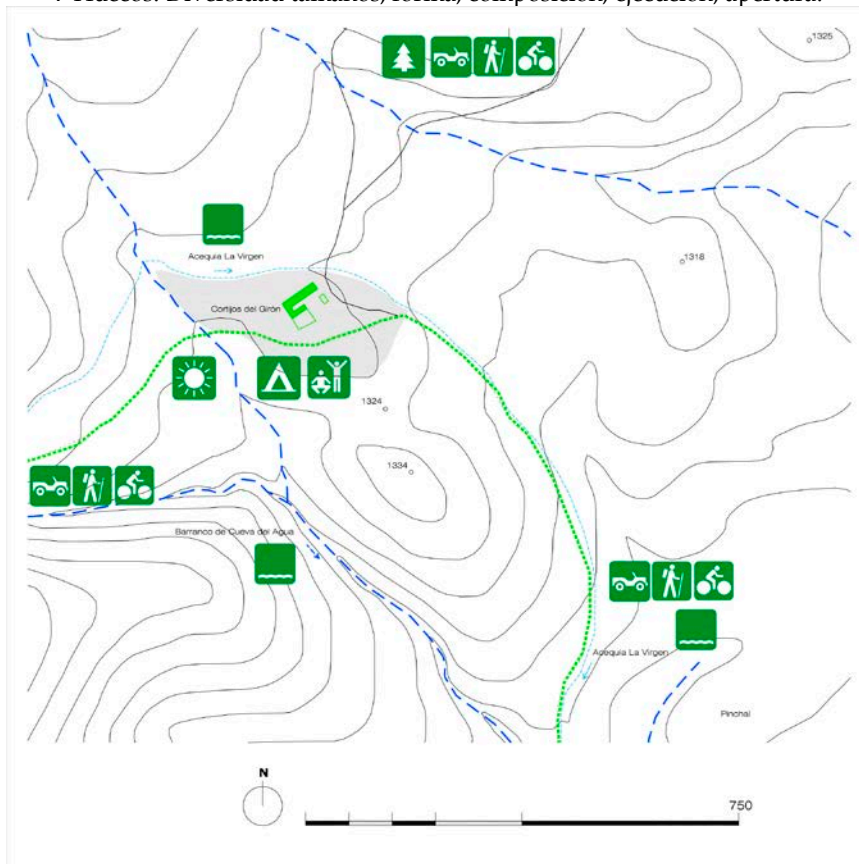 1325
Acequia La Virgen
1318
Cortijos del Girón
1324
1334
Barranco de Cueva del Agua
Acequia La Virgen
Pinchal
N
750